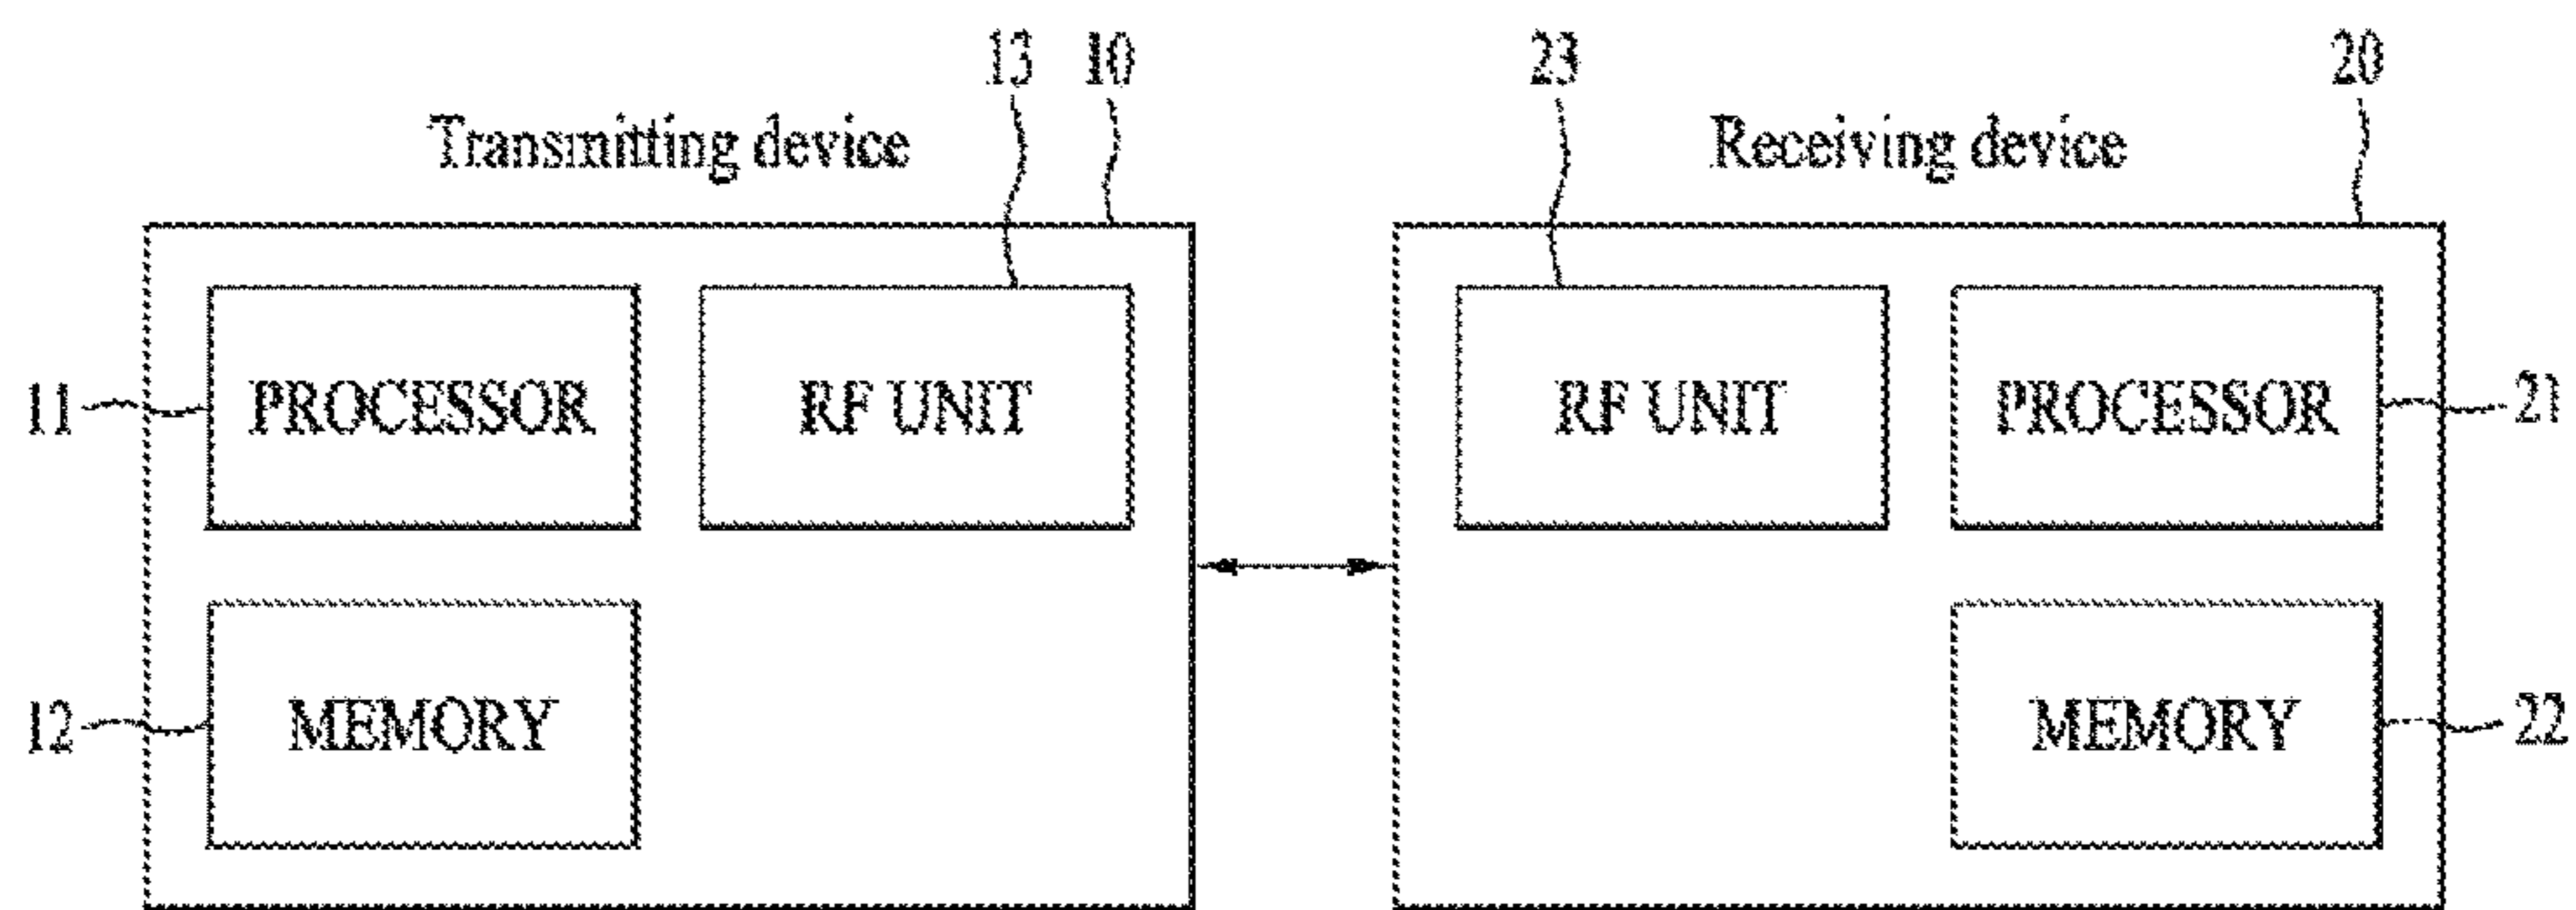 13 10 23 20
Transmitting device Receiving device
11 PROCESSOR RF UNIT RF UNIT PROCESSOR 21
12 MEMORY MEMORY 22